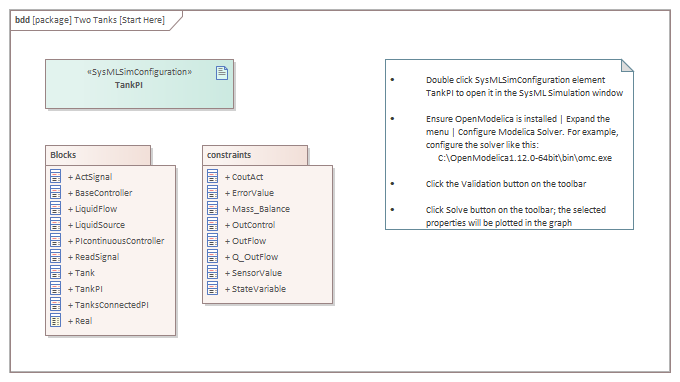 bdd [package] Two Tanks [Start Here]
«SysMLSimConfiguration»
TankPI
Blocks
+ ActSignal
+ BaseController
+ LiquidFlow
+ LiquidSource
+ PIcontinuousController
+ ReadSignal
+ Tank
+ TankPI
+ TanksConnectedPI
+ Real
constraints
+ CoutAct
+ ErrorValue
+ Mass_Balance
+ OutControl
+ OutFlow
+ Q_OutFlow
+ SensorValue
+ StateVariable
• Double click SysMLSimConfiguration element
TankPI to open it in the SysML Simulation window
• Ensure OpenModelica is installed | Expand the
menu | Configure Modelica Solver. For example,
configure the solver like this:
C:\OpenModelica1.12.0-64bit\bin\omc.exe
• Click the Validation button on the toolbar
• Click Solve button on the toolbar; the selected
properties will be plotted in the graph